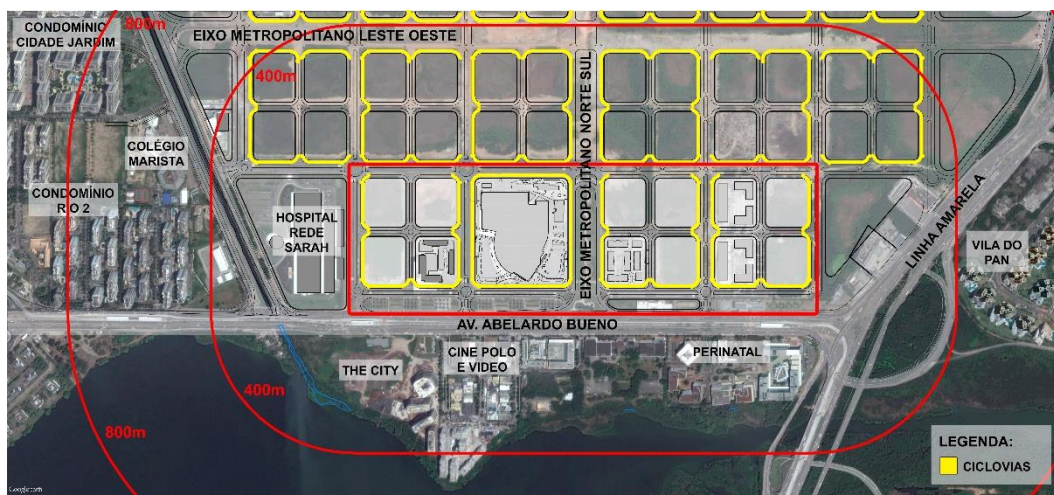 CONDOMÍNIO
CIDADE JARDIM
800m
EIXO METROPOLITANO LESTE OESTE
400m
EIXO METROPOLITANO NORTE SUL
COLÉGIO
MARISTA
CONDOMÍNIO
RIO 2
HOSPITAL
REDE
SARAH
LINHA AMARELA
VILA DO
PAN
AV. ABELARDO BUENO
THE CITY
CINE POLO
E VIDEO
PERINATAL
400m
800m
LEGENDA:
CICLOVIAS
Google earth